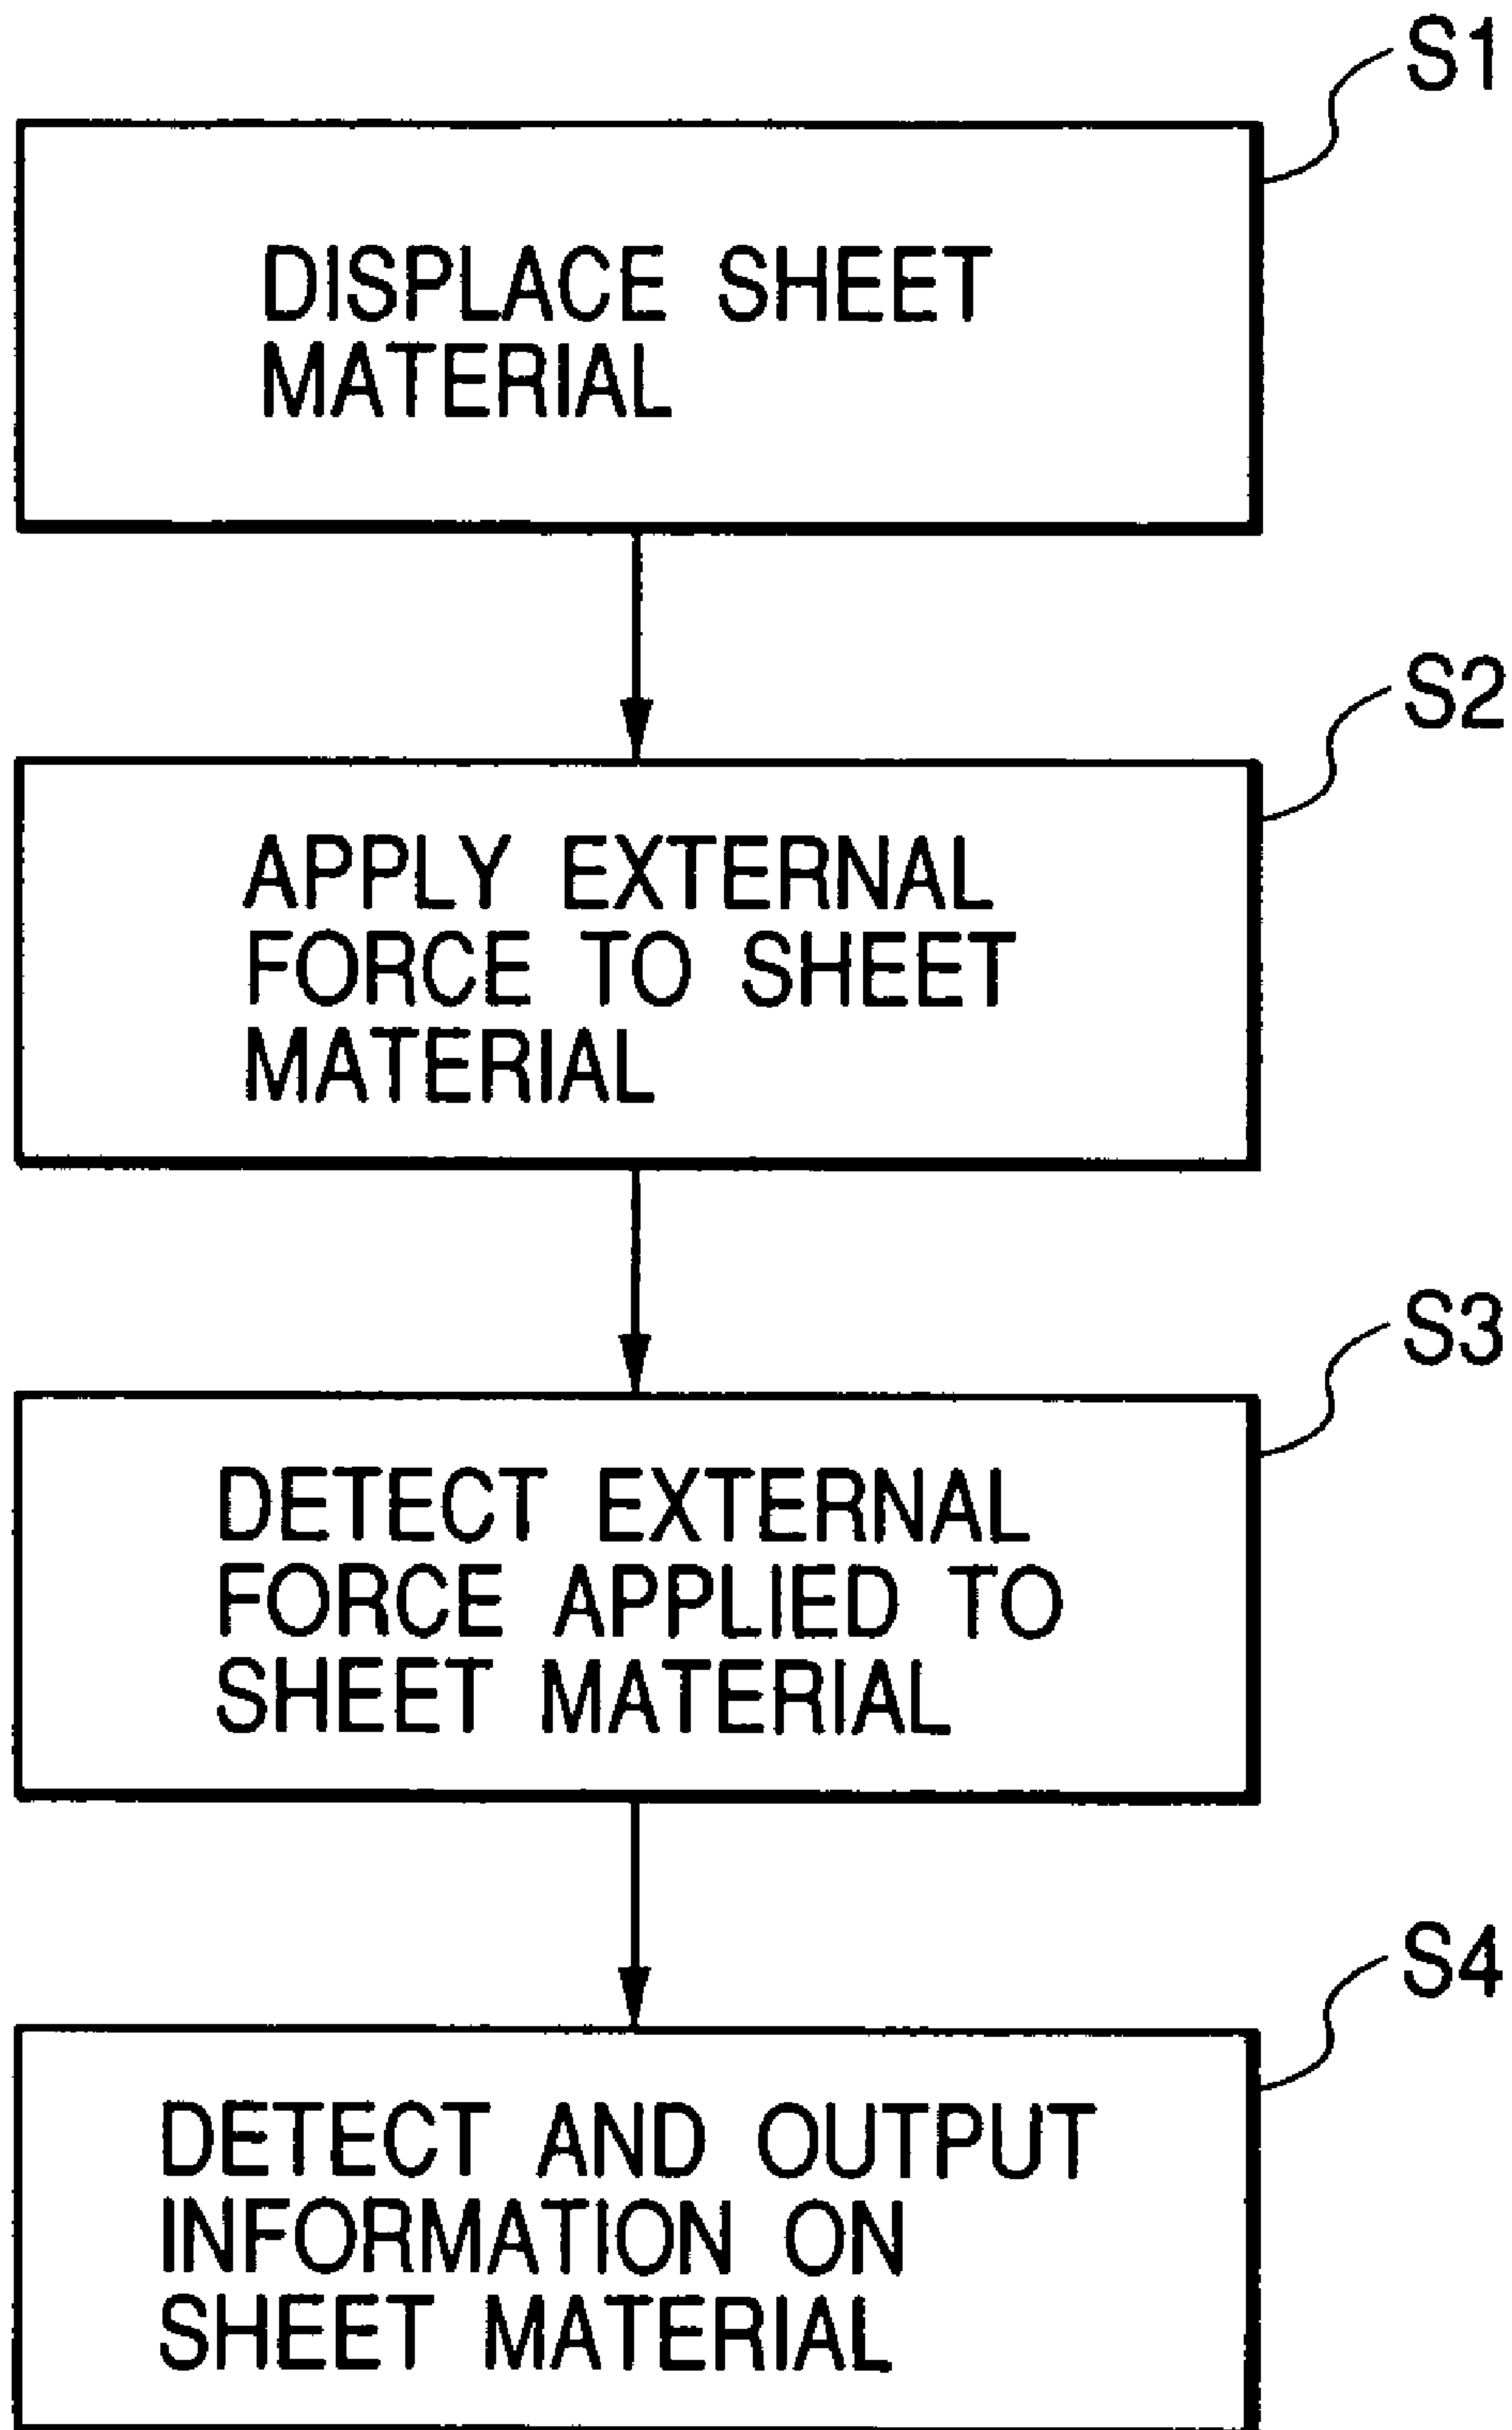 S1
DISPLACE SHEET
MATERIAL
S2
APPLY EXTERNAL
FORCE TO SHEET
MATERIAL
S3
DETECT EXTERNAL
FORCE APPLIED TO
SHEET MATERIAL
S4
DETECT AND OUTPUT
INFORMATION ON
SHEET MATERIAL